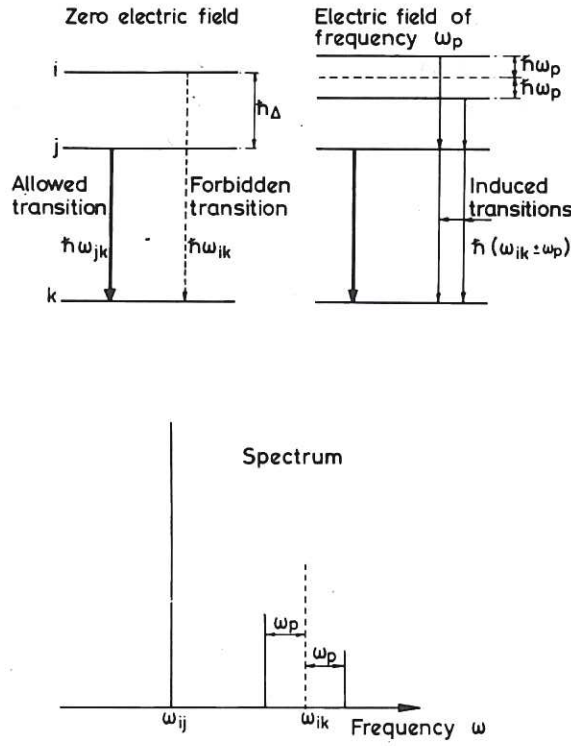 Zero electric field
Electric field of
frequency ωp
i
ħωp
ħωp
ħΔ
j
Allowed
transition
Forbidden
transition
Induced
transitions
ħωjk
ħωik
ħ (ωik ± ωp)
k
Spectrum
ωp
ωp
ωij
ωik
Frequency ω